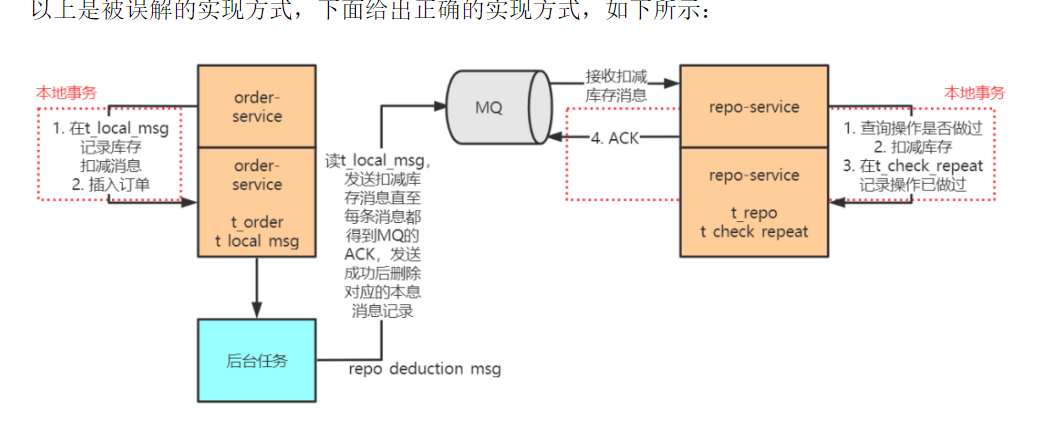 以上是被误解的实现方式，下面给出正确的实现方式，如下所示：
本地事务
1. 在t_local_msg
记录库存
扣减消息
2. 插入订单
order-
service
order-
service
t_order
t local msg
后台任务
读t_local_msg，
发送扣减库
存消息直至
每条消息都
得到MQ的
ACK，发送
成功后删除
对应的本息
消息记录
repo deduction msg
MQ
接收扣减
库存消息
4. ACK
repo-service
repo-service
t_repo
t check repeat
本地事务
1. 查询操作是否做过
2. 扣减库存
3. 在t_check_repeat
记录操作已做过